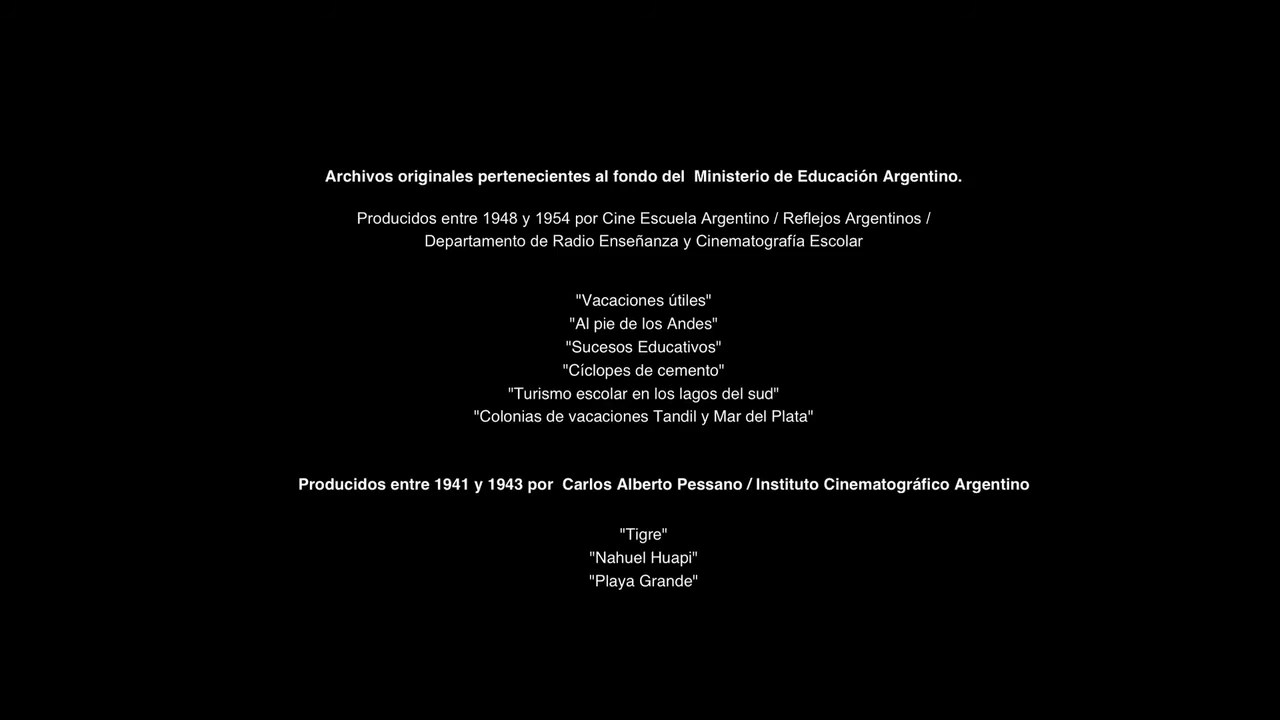 Archivos originales pertenecientes al fondo del  Ministerio de Educación Argentino.
Producidos entre 1948 y 1954 por Cine Escuela Argentino / Reflejos Argentinos /
Departamento de Radio Enseñanza y Cinematografía Escolar
"Vacaciones útiles"
"Al pie de los Andes"
"Sucesos Educativos"
"Cíclopes de cemento"
"Turismo escolar en los lagos del sud"
"Colonias de vacaciones Tandil y Mar del Plata"
Producidos entre 1941 y 1943 por  Carlos Alberto Pessano / Instituto Cinematográfico Argentino
"Tigre"
"Nahuel Huapi"
"Playa Grande"